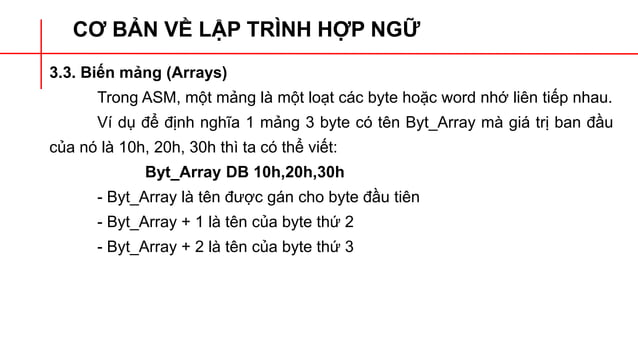 CƠ BẢN VỀ LẬP TRÌNH HỢP NGỮ
3.3. Biến mảng (Arrays)
Trong ASM, một mảng là một loạt các byte hoặc word nhớ liên tiếp nhau.
Ví dụ để định nghĩa 1 mảng 3 byte có tên Byt_Array mà giá trị ban đầu
của nó là 10h, 20h, 30h thì ta có thể viết:
Byt_Array DB 10h,20h,30h
- Byt_Array là tên được gán cho byte đầu tiên
- Byt_Array + 1 là tên của byte thứ 2
- Byt_Array + 2 là tên của byte thứ 3